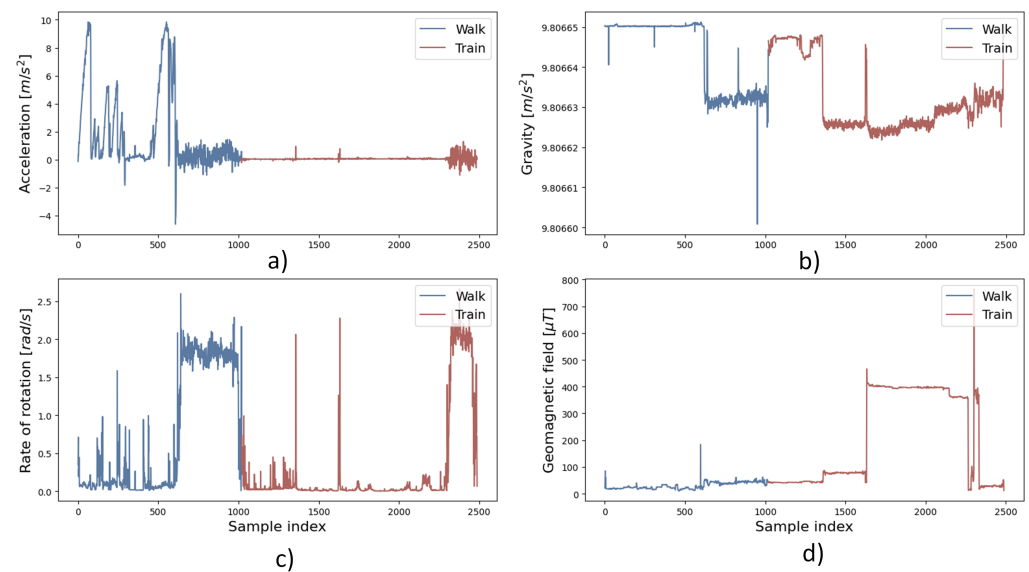 10
8
6
4
2
0
−2
−4
Acceleration [m/s²]
0 500 1000 1500 2000 2500
Walk
Train
a)
9.80665
9.80664
9.80663
9.80662
9.80661
9.80660
Gravity [m/s²]
0 500 1000 1500 2000 2500
Walk
Train
b)
2.5
2.0
1.5
1.0
0.5
0.0
Rate of rotation [rad/s]
0 500 1000 1500 2000 2500
Sample index
Walk
Train
c)
800
700
600
500
400
300
200
100
0
Geomagnetic field [μT]
0 500 1000 1500 2000 2500
Sample index
Walk
Train
d)